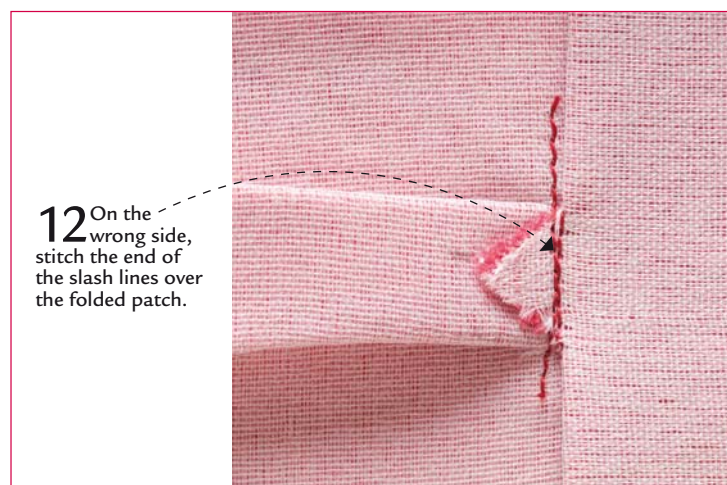 12 On the
wrong side,
stitch the end of
the slash lines over
the folded patch.